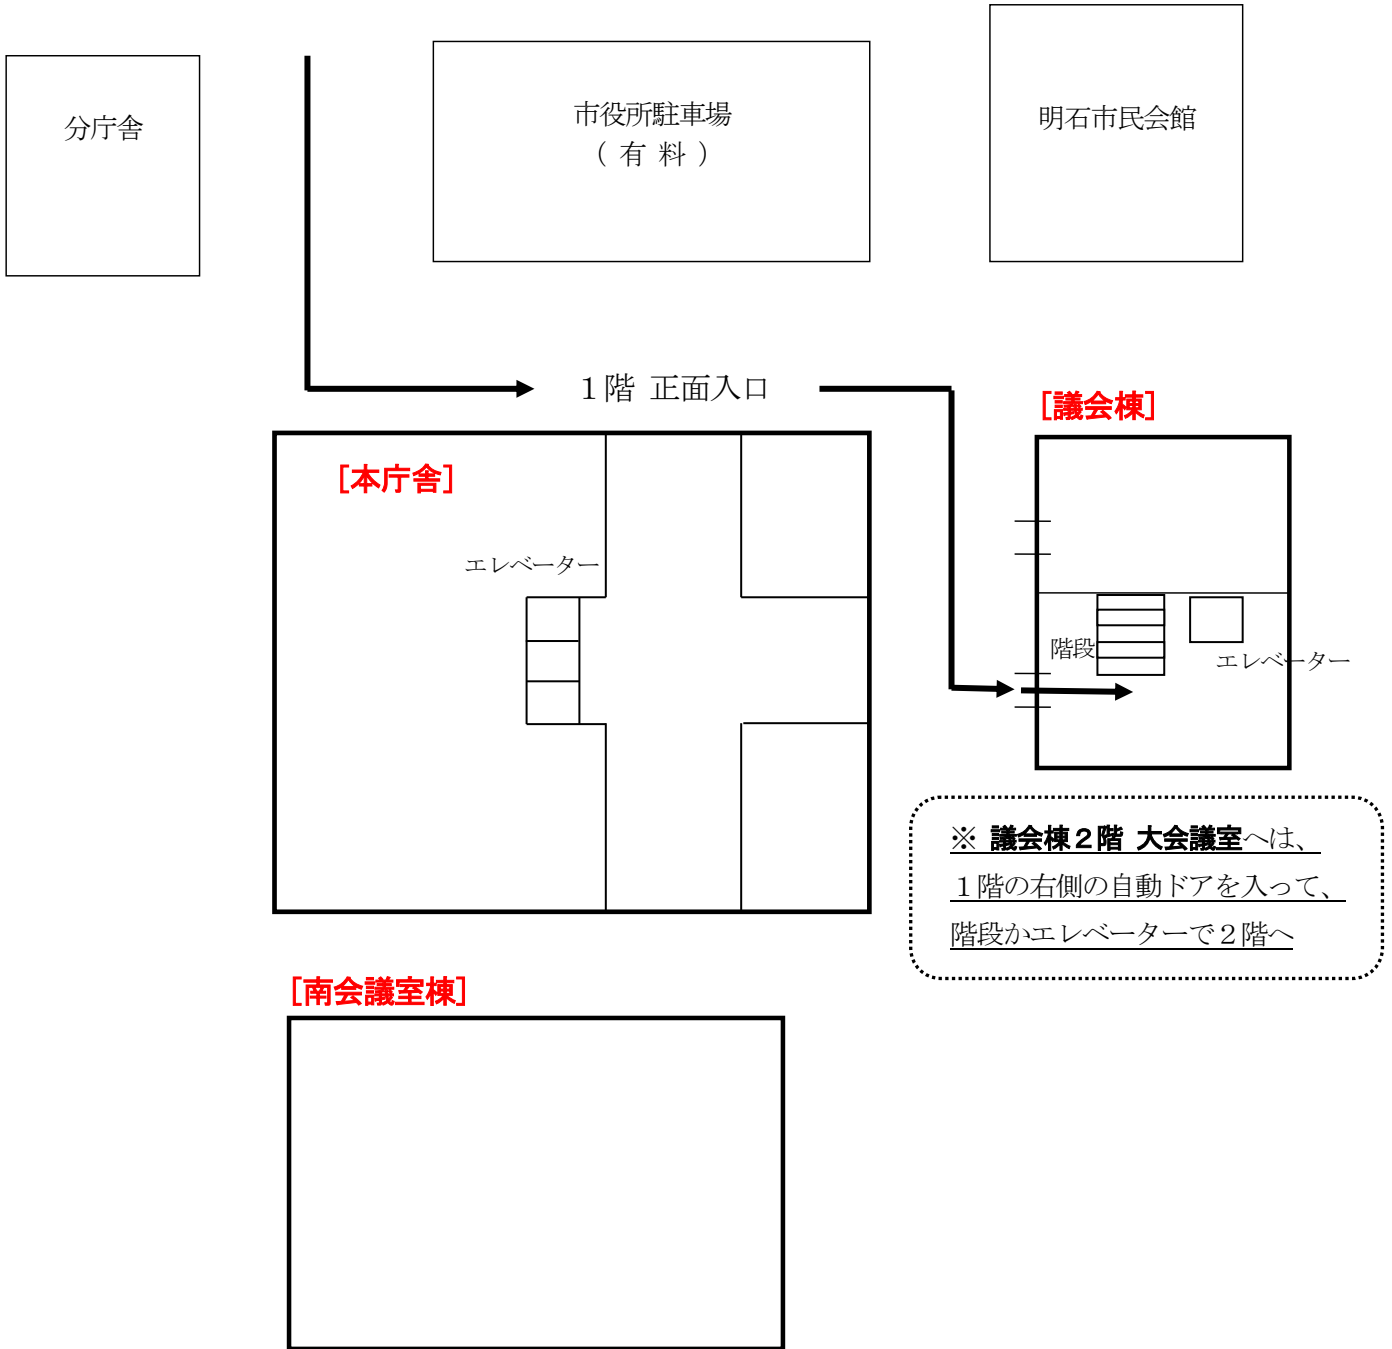 分庁舎
市役所駐車場
（ 有 料 ）
明石市民会館
１階 正面入口
［議会棟］
［本庁舎］
エレベーター
階段
エレベーター
※ 議会棟２階 大会議室へは、
１階の右側の自動ドアを入って、
階段かエレベーターで２階へ
［南会議室棟］